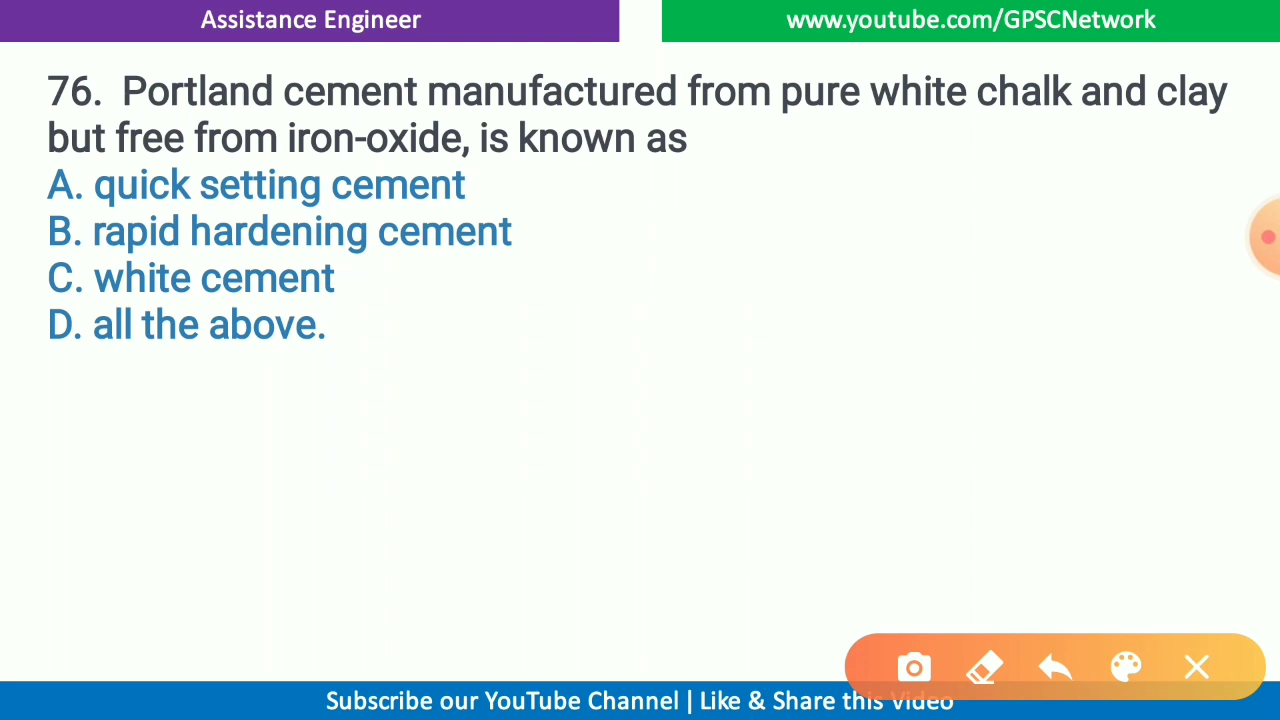 Assistance Engineer
www.youtube.com/GPSCNetwork
76. Portland cement manufactured from pure white chalk and clay
but free from iron-oxide, is known as
A. quick setting cement
B. rapid hardening cement
C. white cement
D. all the above.
Subscribe our YouTube Channel | Like & Share this Video